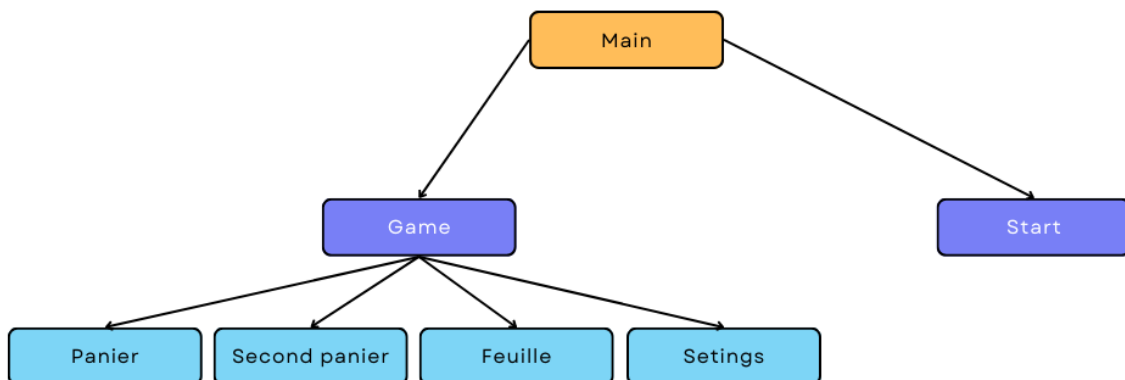 Main
Game
Start
Panier
Second panier
Feuille
Setings